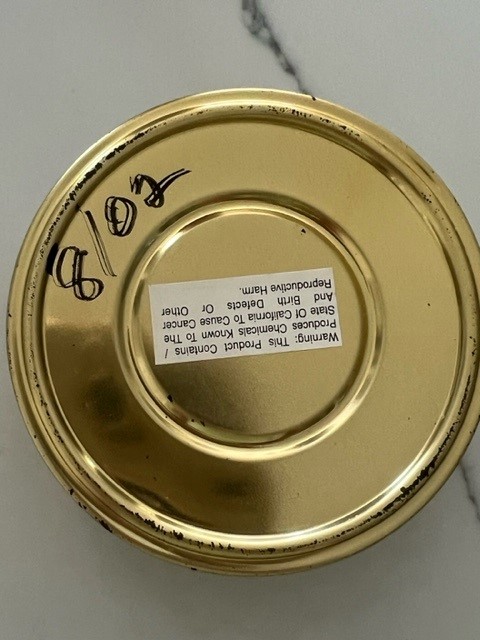 8/02
Warning: This Product Contains /
Produces Chemicals Known To The
State Of California To Cause Cancer
And Birth Defects Or Other
Reproductive Harm.